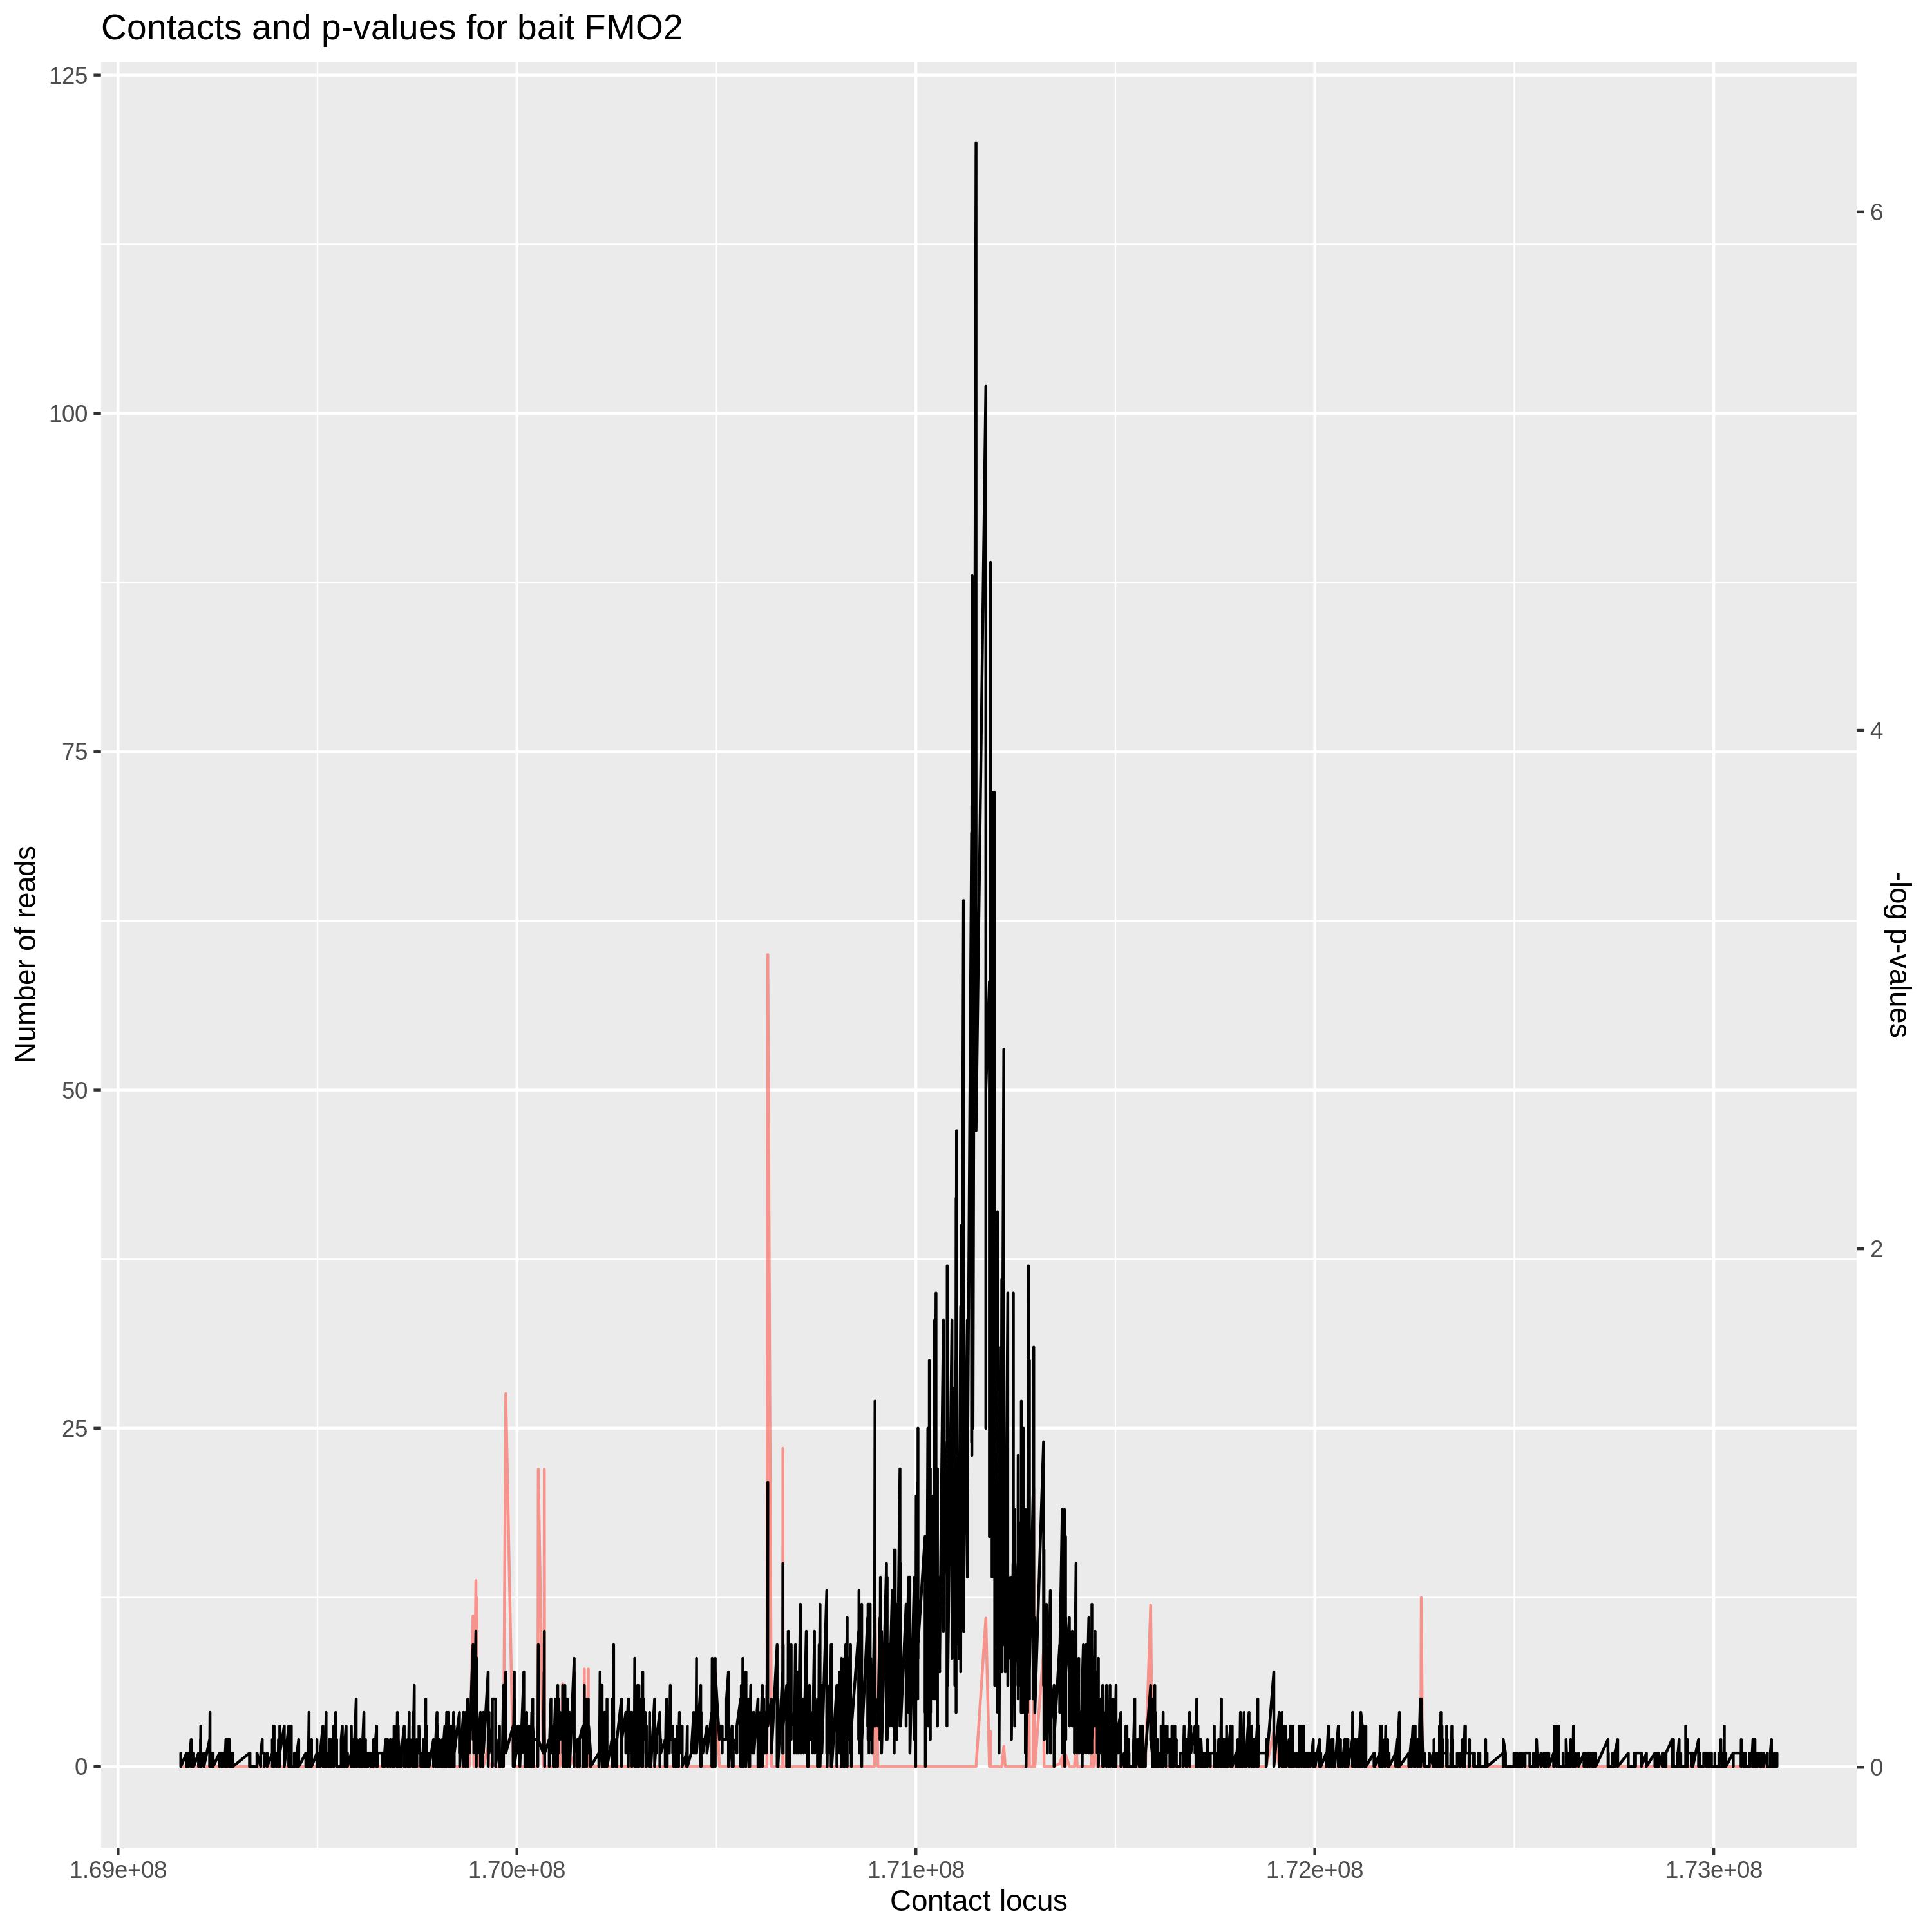 Contacts and p-values for bait FMO2
125
100
75
50
25
0
Number of reads
6
4
2
0
-log p-values
1.69e+08
1.70e+08
1.71e+08
1.72e+08
1.73e+08
Contact locus